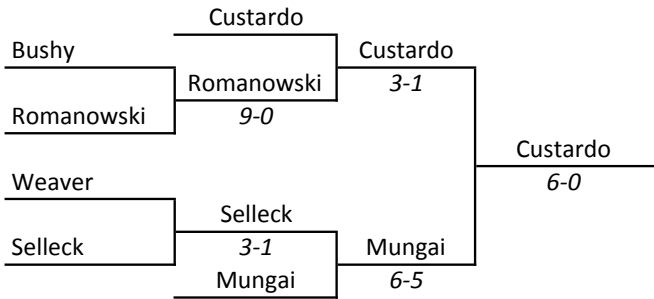 Custardo
Bushy
Custardo
Romanowski
3-1
Romanowski
9-0
Custardo
Weaver
6-0
Selleck
Selleck
3-1
Mungai
Mungai
6-5